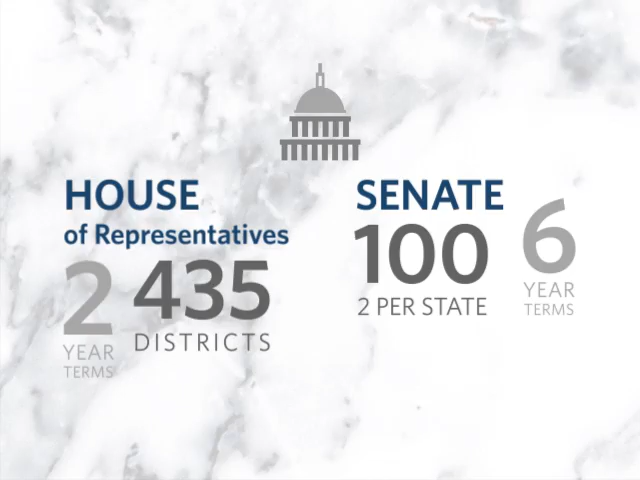 HOUSE
of Representatives
2
YEAR
TERMS
435
DISTRICTS
SENATE
100
2 PER STATE
6
YEAR
TERMS